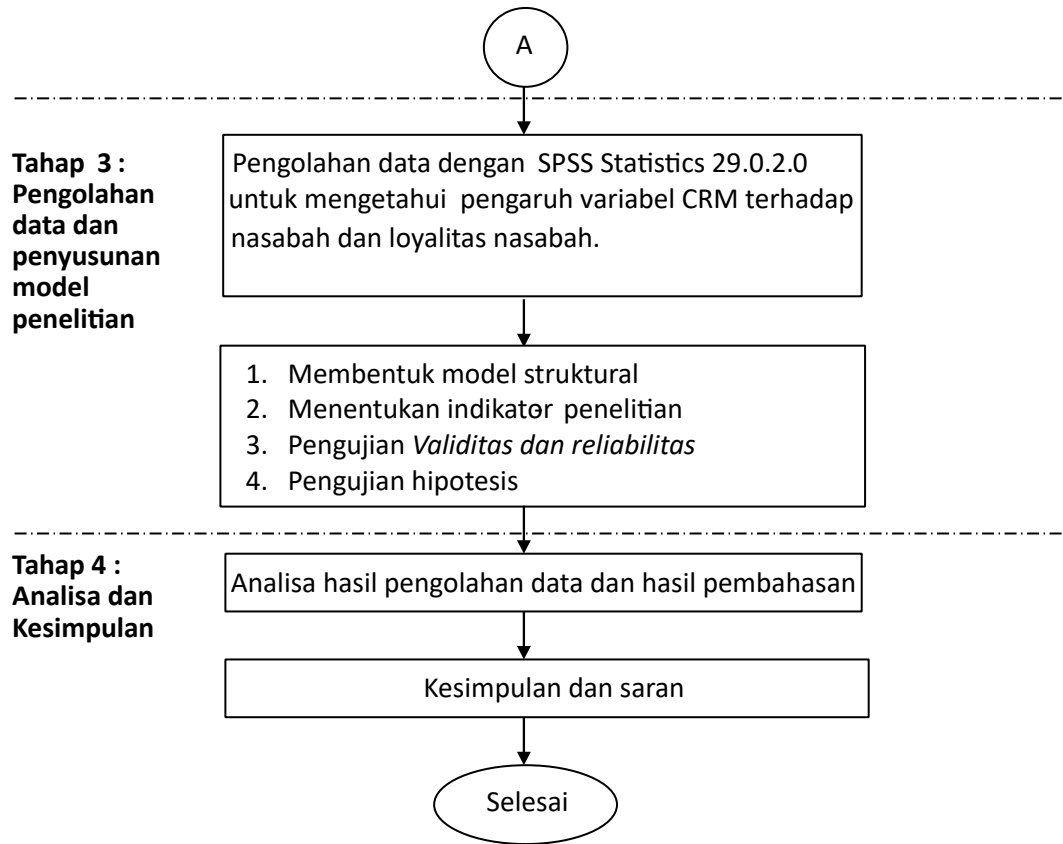 A
Tahap 3 :
Pengolahan
data dan
penyusunan
model
penelitian
Pengolahan data dengan SPSS Statistics 29.0.2.0
untuk mengetahui pengaruh variabel CRM terhadap
nasabah dan loyalitas nasabah.
1. Membentuk model struktural
2. Menentukan indikator penelitian
3. Pengujian Validitas dan reliabilitas
4. Pengujian hipotesis
Tahap 4 :
Analisa dan
Kesimpulan
Analisa hasil pengolahan data dan hasil pembahasan
Kesimpulan dan saran
Selesai